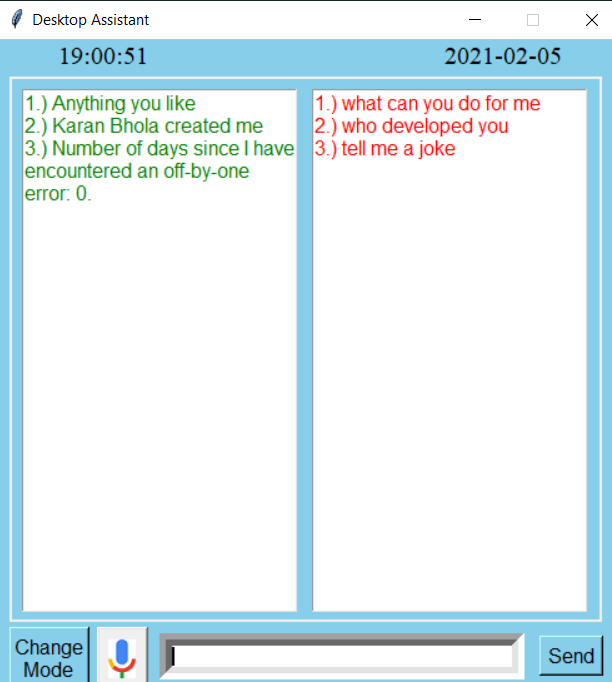 Desktop Assistant
19:00:51
2021-02-05
1.) Anything you like
2.) Karan Bhola created me
3.) Number of days since I have
encountered an off-by-one
error: 0.
1.) what can you do for me
2.) who developed you
3.) tell me a joke
Change
Mode
Send